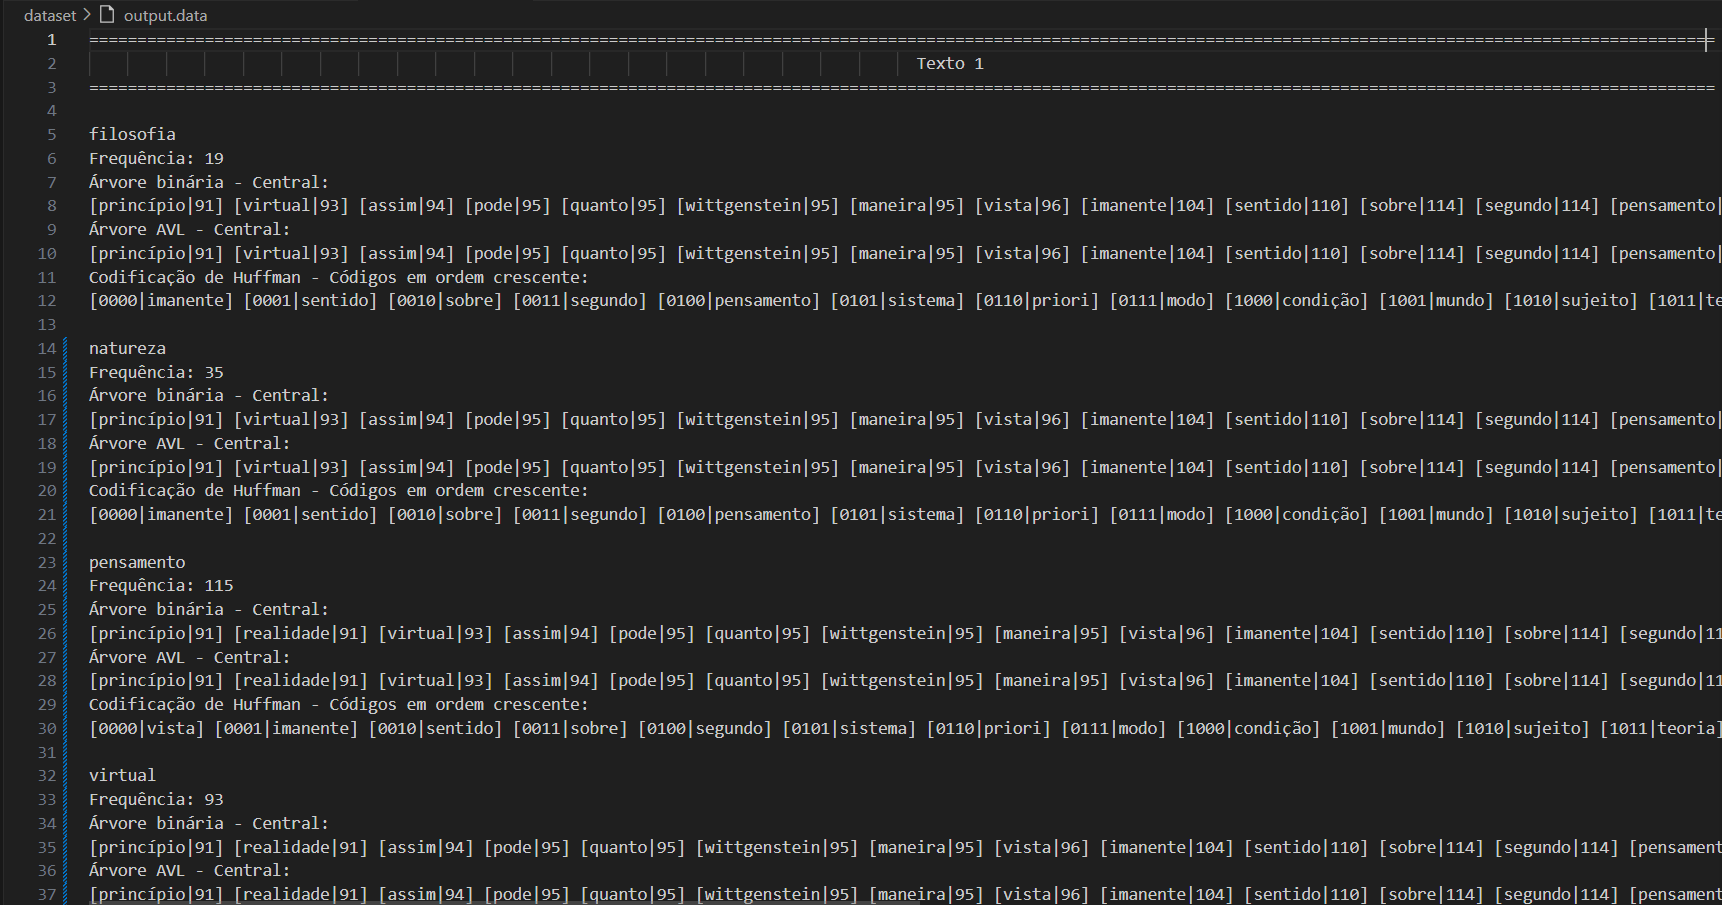 dataset > output.data
1 =========================================================================================================================================================================
2 Texto 1
3 =========================================================================================================================================================================
4
5 filosofia
6 Frequência: 19
7 Árvore binária - Central:
8 [princípio|91] [virtual|93] [assim|94] [pode|95] [quanto|95] [wittgenstein|95] [maneira|95] [vista|96] [imanente|104] [sentido|110] [sobre|114] [segundo|114] [pensamento|
9 Árvore AVL - Central:
10 [princípio|91] [virtual|93] [assim|94] [pode|95] [quanto|95] [wittgenstein|95] [maneira|95] [vista|96] [imanente|104] [sentido|110] [sobre|114] [segundo|114] [pensamento|
11 Codificação de Huffman - Códigos em ordem crescente:
12 [0000|imanente] [0001|sentido] [0010|sobre] [0011|segundo] [0100|pensamento] [0101|sistema] [0110|priori] [0111|modo] [1000|condição] [1001|mundo] [1010|sujeito] [1011|te
13
14 natureza
15 Frequência: 35
16 Árvore binária - Central:
17 [princípio|91] [virtual|93] [assim|94] [pode|95] [quanto|95] [wittgenstein|95] [maneira|95] [vista|96] [imanente|104] [sentido|110] [sobre|114] [segundo|114] [pensamento|
18 Árvore AVL - Central:
19 [princípio|91] [virtual|93] [assim|94] [pode|95] [quanto|95] [wittgenstein|95] [maneira|95] [vista|96] [imanente|104] [sentido|110] [sobre|114] [segundo|114] [pensamento|
20 Codificação de Huffman - Códigos em ordem crescente:
21 [0000|imanente] [0001|sentido] [0010|sobre] [0011|segundo] [0100|pensamento] [0101|sistema] [0110|priori] [0111|modo] [1000|condição] [1001|mundo] [1010|sujeito] [1011|te
22
23 pensamento
24 Frequência: 115
25 Árvore binária - Central:
26 [princípio|91] [realidade|91] [virtual|93] [assim|94] [pode|95] [quanto|95] [wittgenstein|95] [maneira|95] [vista|96] [imanente|104] [sentido|110] [sobre|114] [segundo|11
27 Árvore AVL - Central:
28 [princípio|91] [realidade|91] [virtual|93] [assim|94] [pode|95] [quanto|95] [wittgenstein|95] [maneira|95] [vista|96] [imanente|104] [sentido|110] [sobre|114] [segundo|11
29 Codificação de Huffman - Códigos em ordem crescente:
30 [0000|vista] [0001|imanente] [0010|sentido] [0011|sobre] [0100|segundo] [0101|sistema] [0110|priori] [0111|modo] [1000|condição] [1001|mundo] [1010|sujeito] [1011|teoria]
31
32 virtual
33 Frequência: 93
34 Árvore binária - Central:
35 [princípio|91] [realidade|91] [assim|94] [pode|95] [quanto|95] [wittgenstein|95] [maneira|95] [vista|96] [imanente|104] [sentido|110] [sobre|114] [segundo|114] [pensament
36 Árvore AVL - Central:
37 [princípio|91] [realidade|91] [assim|94] [pode|95] [quanto|95] [wittgenstein|95] [maneira|95] [vista|96] [imanente|104] [sentido|110] [sobre|114] [segundo|114] [pensament